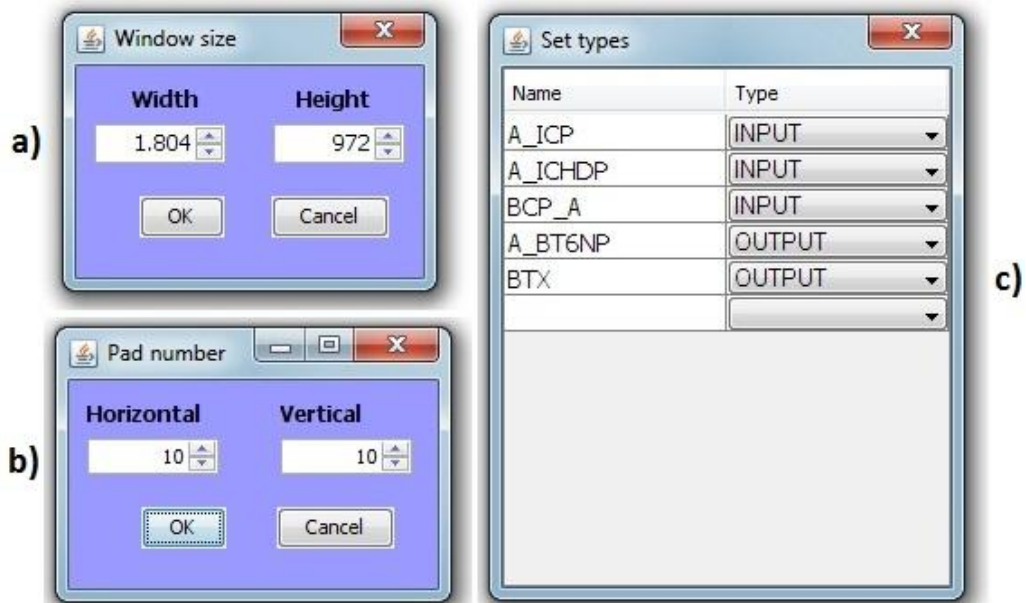 a)
Window size
Width Height
1.804 972
OK Cancel
b)
Pad number
Horizontal Vertical
10 10
OK Cancel
c)
Set types
Name Type
A_ICP INPUT
A_ICHDP INPUT
BCP_A INPUT
A_BT6NP OUTPUT
BTX OUTPUT